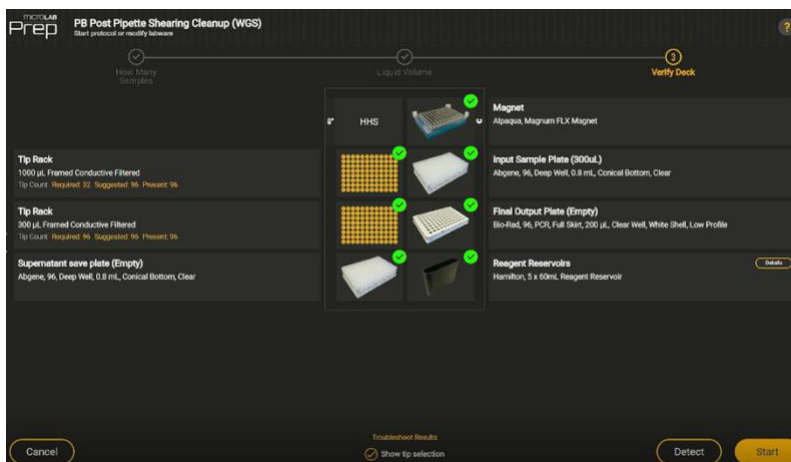 MICROLAB
Prep
PB Post Pipette Shearing Cleanup (WGS)
Start protocol or modify labware
?
How Many
Samples
Liquid Volume
3
Verify Deck
HHS
Magnet
Alpaqua, Magnum FLX Magnet
Tip Rack
1000 µL Framed Conductive Filtered
Tip Count Required: 32 Suggested: 96 Present: 96
Input Sample Plate (300uL)
Abgene, 96, Deep Well, 0.8 mL, Conical Bottom, Clear
Tip Rack
300 µL Framed Conductive Filtered
Tip Count Required: 96 Suggested: 96 Present: 96
Final Output Plate (Empty)
Bio-Rad, 96, PCR, Full Skirt, 200 µL, Clear Well, White Shell, Low Profile
Supernatant save plate (Empty)
Abgene, 96, Deep Well, 0.8 mL, Conical Bottom, Clear
Reagent Reservoirs
Details
Hamilton, 5 x 60mL Reagent Reservoir
Troubleshoot Results
Cancel
Show tip selection
Detect
Start